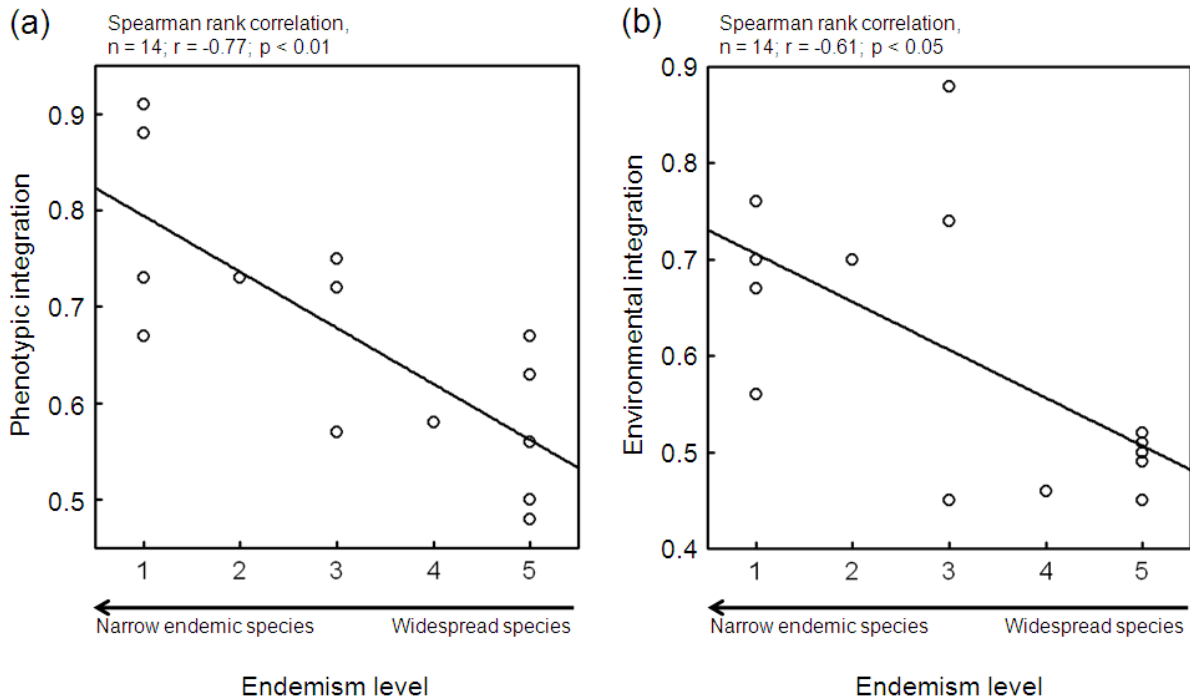 (a)
Spearman rank correlation,
n = 14; r = -0.77; p < 0.01
Phenotypic integration
0.9
0.8
0.7
0.6
0.5
1 2 3 4 5
Narrow endemic species Widespread species
Endemism level
(b)
Spearman rank correlation,
n = 14; r = -0.61; p < 0.05
Environmental integration
0.9
0.8
0.7
0.6
0.5
0.4
1 2 3 4 5
Narrow endemic species Widespread species
Endemism level